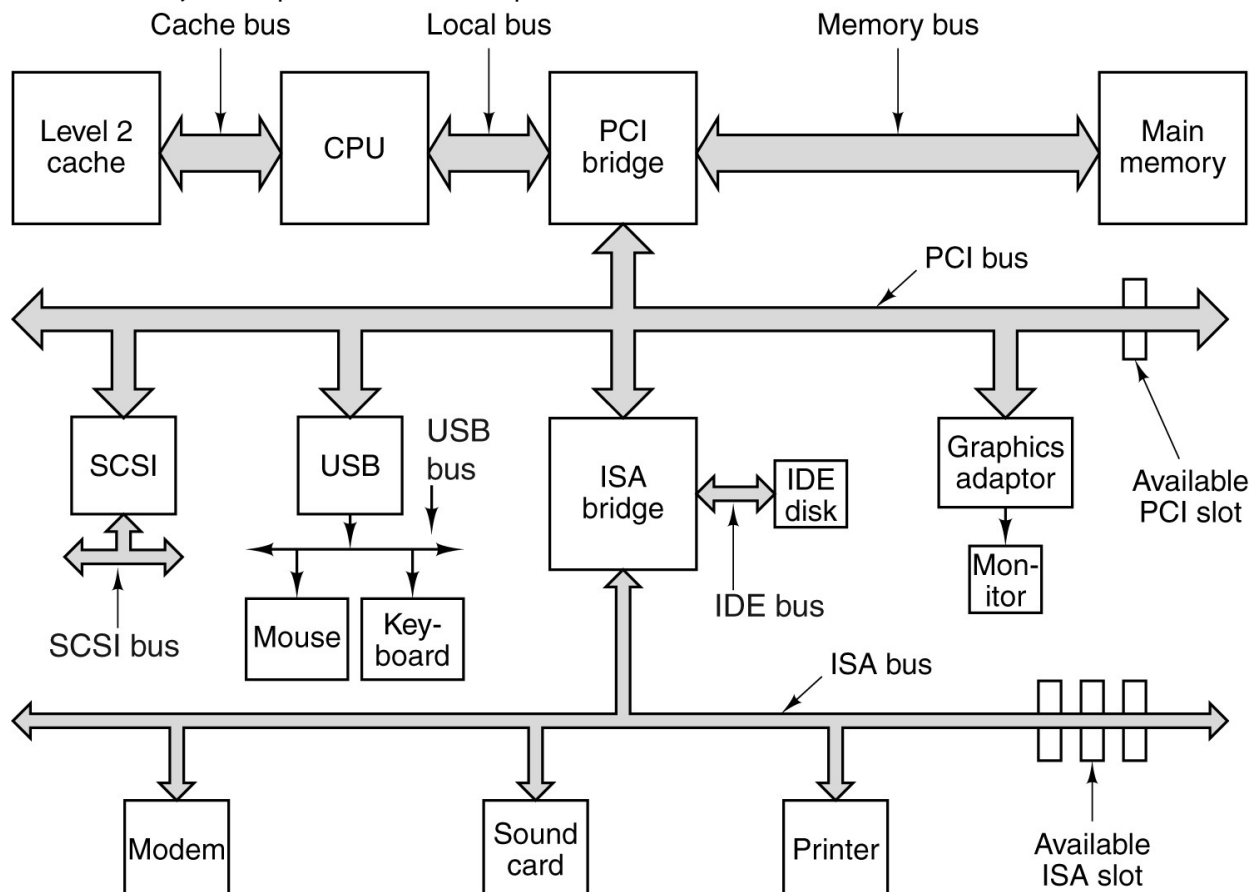 Cache bus
Local bus
Memory bus
Level 2
cache
CPU
PCI
bridge
Main
memory
PCI bus
SCSI
USB
USB
bus
ISA
bridge
IDE
disk
Graphics
adaptor
Available
PCI slot
Mon-
itor
SCSI bus
Mouse
Key-
board
IDE bus
ISA bus
Modem
Sound
card
Printer
Available
ISA slot